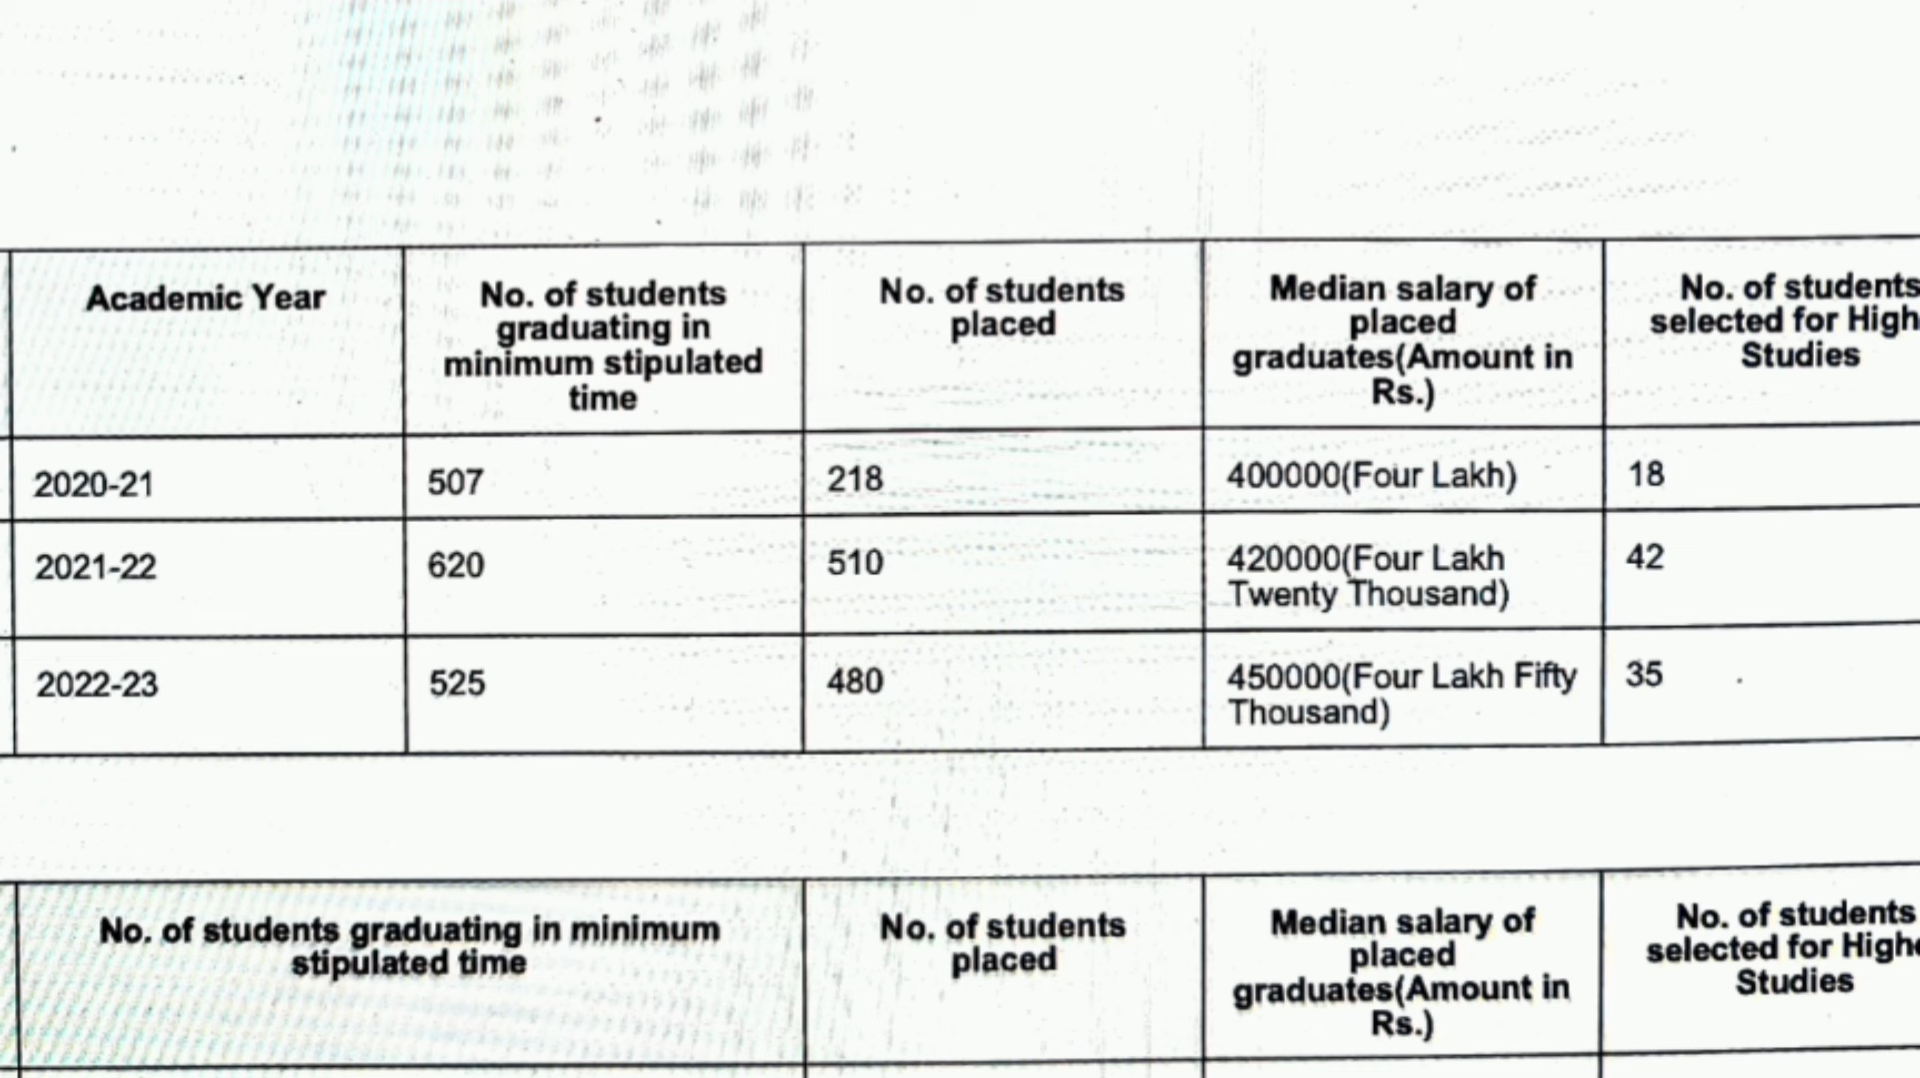 Academic Year
No. of students
graduating in
minimum stipulated
time
No. of students
placed
Median salary of
placed
graduates(Amount in
Rs.)
No. of students
selected for High
Studies
2020-21
507
218
400000(Four Lakh)
18
2021-22
620
510
420000(Four Lakh
Twenty Thousand)
42
2022-23
525
480
450000(Four Lakh Fifty
Thousand)
35
No. of students graduating in minimum
stipulated time
No. of students
placed
Median salary of
placed
graduates(Amount in
Rs.)
No. of students
selected for Highe
Studies